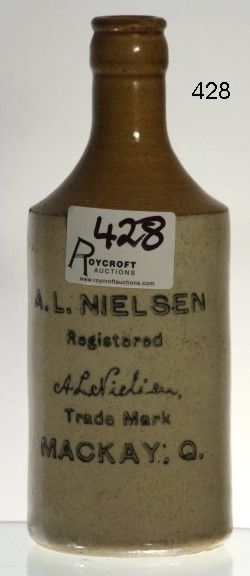 428
428
ROYCROFT
AUCTIONS
www.roycroftauctions.com
A.L. NIELSEN
Registered
A.L. Nielsen,
Trade Mark
MACKAY; Q.